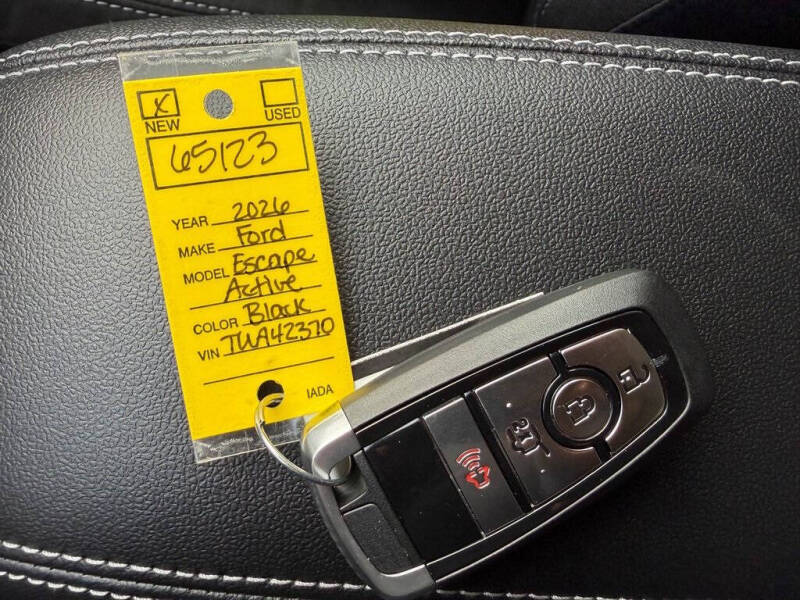 X
NEW USED
65123
YEAR 2026
MAKE Ford
MODEL Escape
Active
COLOR Black
VIN TUA42370
IADA